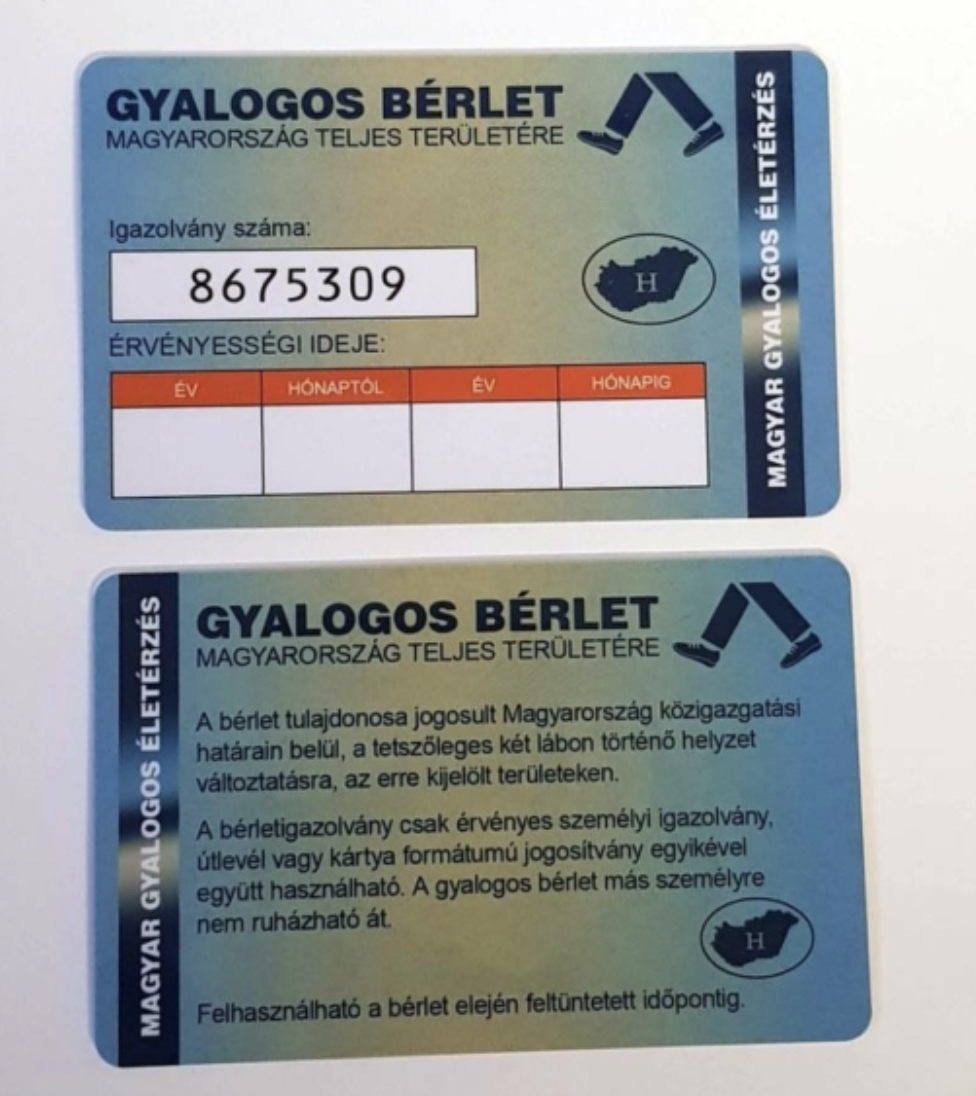 GYALOGOS BÉRLET
MAGYARORSZÁG TELJES TERÜLETÉRE
Igazolvány száma:
8675309
H
ÉRVÉNYESSÉGI IDEJE:
ÉV HÓNAPTÓL ÉV HÓNAPIG
MAGYAR GYALOGOS ÉLETÉRZÉS
MAGYAR GYALOGOS ÉLETÉRZÉS
GYALOGOS BÉRLET
MAGYARORSZÁG TELJES TERÜLETÉRE
A bérlet tulajdonosa jogosult Magyarország közigazgatási
határain belül, a tetszőleges két lábon történő helyzet
változtatásra, az erre kijelölt területeken.
A bérletigazolvány csak érvényes személyi igazolvány,
útlevél vagy kártya formátumú jogosítvány egyikével
együtt használható. A gyalogos bérlet más személyre
nem ruházható át.
H
Felhasználható a bérlet elején feltüntetett időpontig.